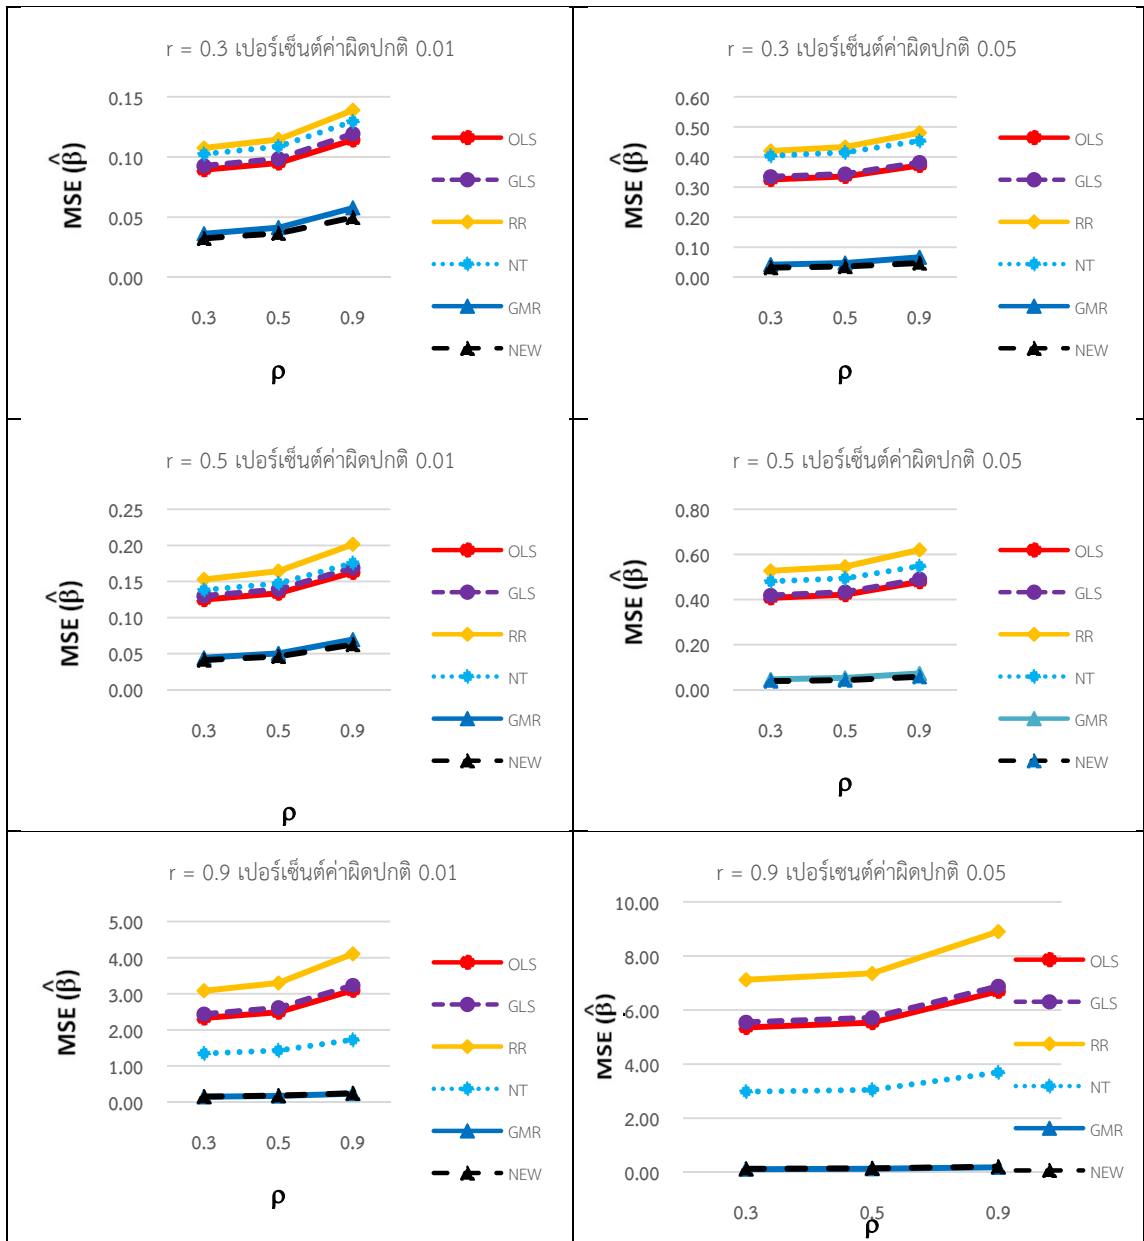 r = 0.3 เปอร์เซ็นต์ค่าผิดปกติ 0.01
MSE (β̂)
0.15
0.10
0.05
0.00
0.3 0.5 0.9
ρ
OLS
GLS
RR
NT
GMR
NEW
r = 0.3 เปอร์เซ็นต์ค่าผิดปกติ 0.05
MSE (β̂)
0.60
0.50
0.40
0.30
0.20
0.10
0.00
0.3 0.5 0.9
ρ
OLS
GLS
RR
NT
GMR
NEW
r = 0.5 เปอร์เซ็นต์ค่าผิดปกติ 0.01
MSE (β̂)
0.25
0.20
0.15
0.10
0.05
0.00
0.3 0.5 0.9
ρ
OLS
GLS
RR
NT
GMR
NEW
r = 0.5 เปอร์เซ็นต์ค่าผิดปกติ 0.05
MSE (β̂)
0.80
0.60
0.40
0.20
0.00
0.3 0.5 0.9
ρ
OLS
GLS
RR
NT
GMR
NEW
r = 0.9 เปอร์เซ็นต์ค่าผิดปกติ 0.01
MSE (β̂)
5.00
4.00
3.00
2.00
1.00
0.00
0.3 0.5 0.9
ρ
OLS
GLS
RR
NT
GMR
NEW
r = 0.9 เปอร์เซนต์ค่าผิดปกติ 0.05
MSE (β̂)
10.00
8.00
6.00
4.00
2.00
0.00
0.3 0.5 0.9
ρ
OLS
GLS
RR
NT
GMR
NEW